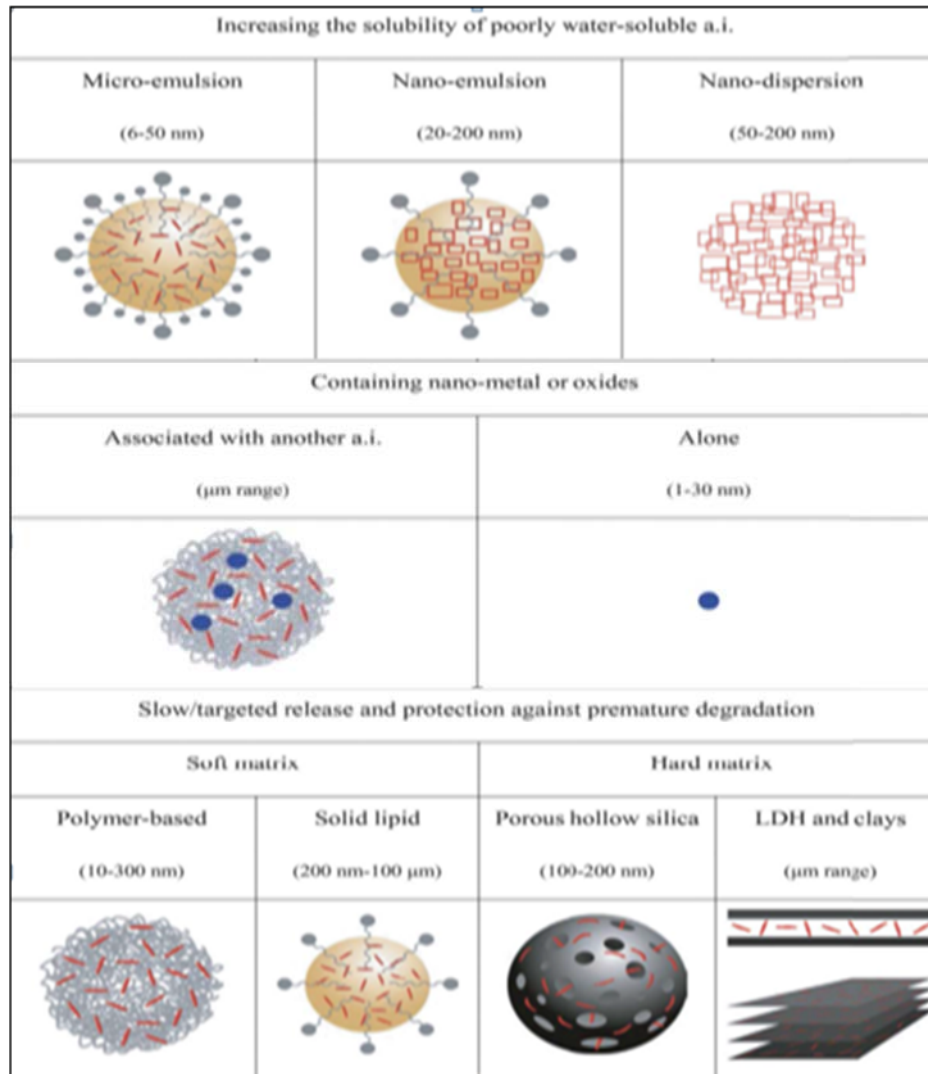 Increasing the solubility of poorly water-soluble a.i.
Micro-emulsion
Nano-emulsion
Nano-dispersion
(6-50 nm)
(20-200 nm)
(50-200 nm)
Containing nano-metal or oxides
Associated with another a.i.
Alone
(μm range)
(1-30 nm)
Slow/targeted release and protection against premature degradation
Soft matrix
Hard matrix
Polymer-based
Solid lipid
Porous hollow silica
LDH and clays
(10-300 nm)
(200 nm-100 μm)
(100-200 nm)
(μm range)